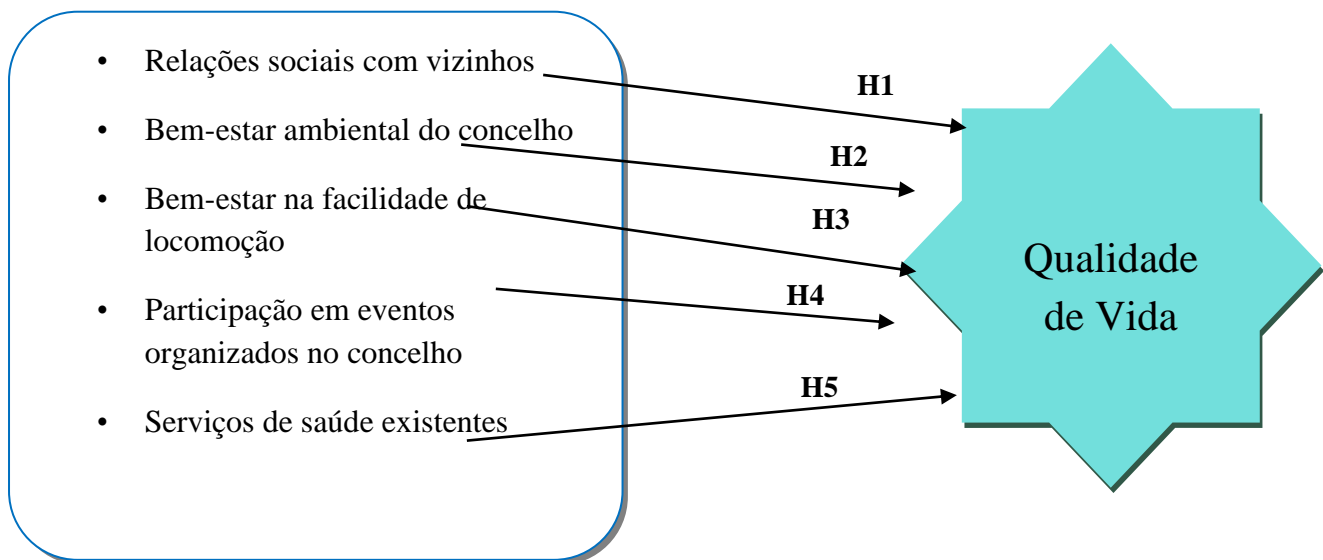 • Relações sociais com vizinhos
• Bem-estar ambiental do concelho
• Bem-estar na facilidade de
locomoção
• Participação em eventos
organizados no concelho
• Serviços de saúde existentes
H1
H2
H3
H4
H5
Qualidade
de Vida